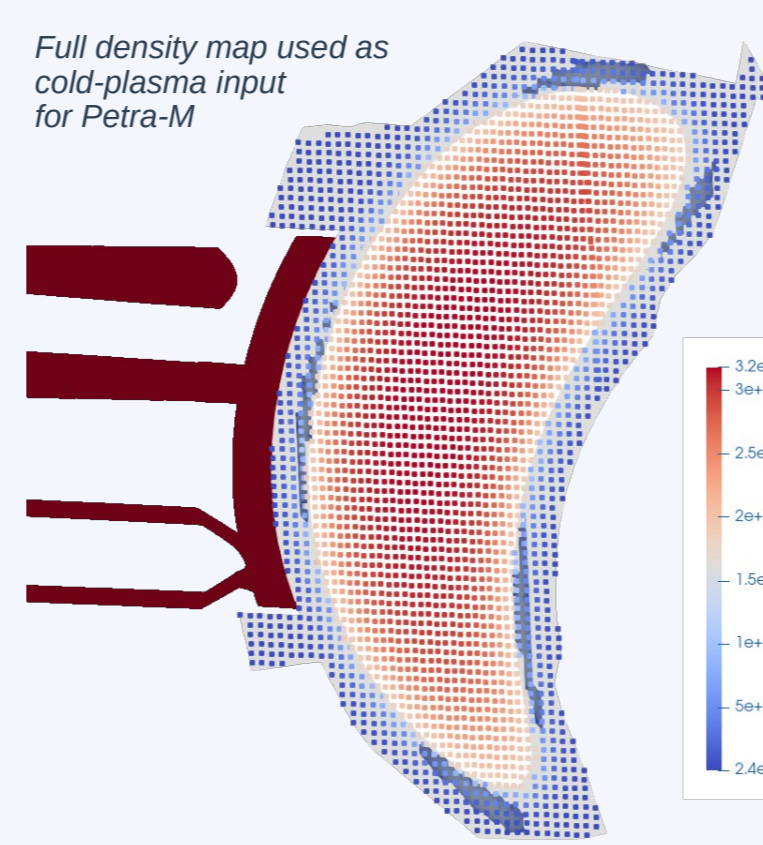 Full density map used as
cold-plasma input
for Petra-M
3.2e
3e+
2.5e
2e+
1.5e
1e+
5e+
2.4e